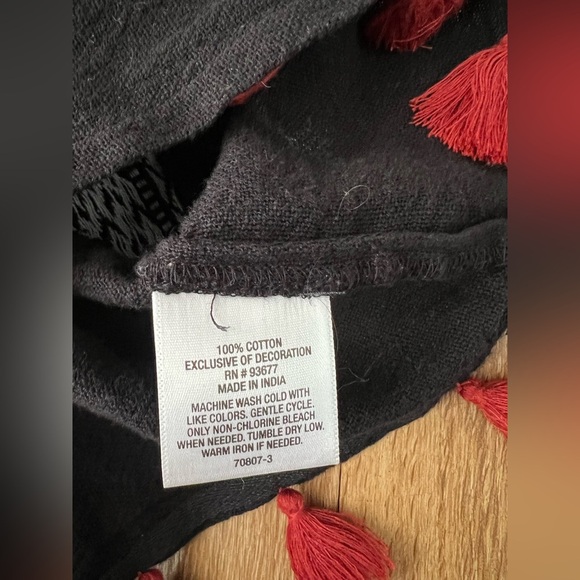 100% COTTON
EXCLUSIVE OF DECORATION
RN # 93677
MADE IN INDIA
MACHINE WASH COLD WITH
LIKE COLORS. GENTLE CYCLE.
ONLY NON-CHLORINE BLEACH
WHEN NEEDED. TUMBLE DRY LOW.
WARM IRON IF NEEDED.
70807-3